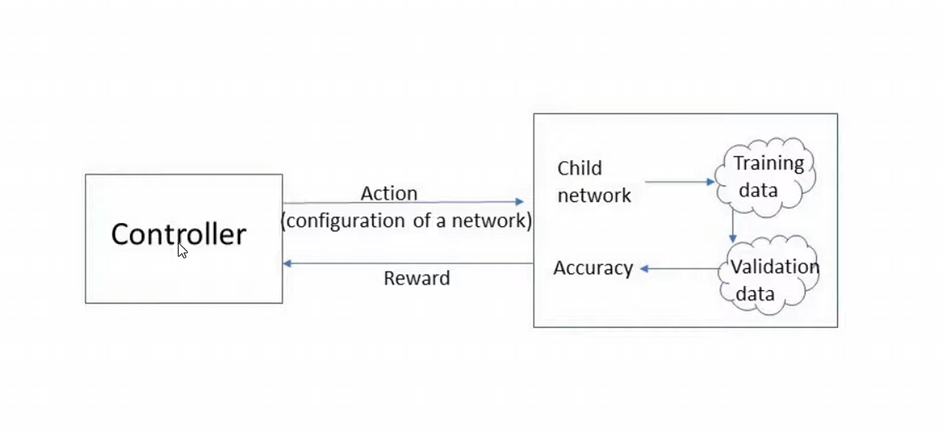 Controller
Action
(configuration of a network)
Reward
Child
network
Training
data
Accuracy
Validation
data